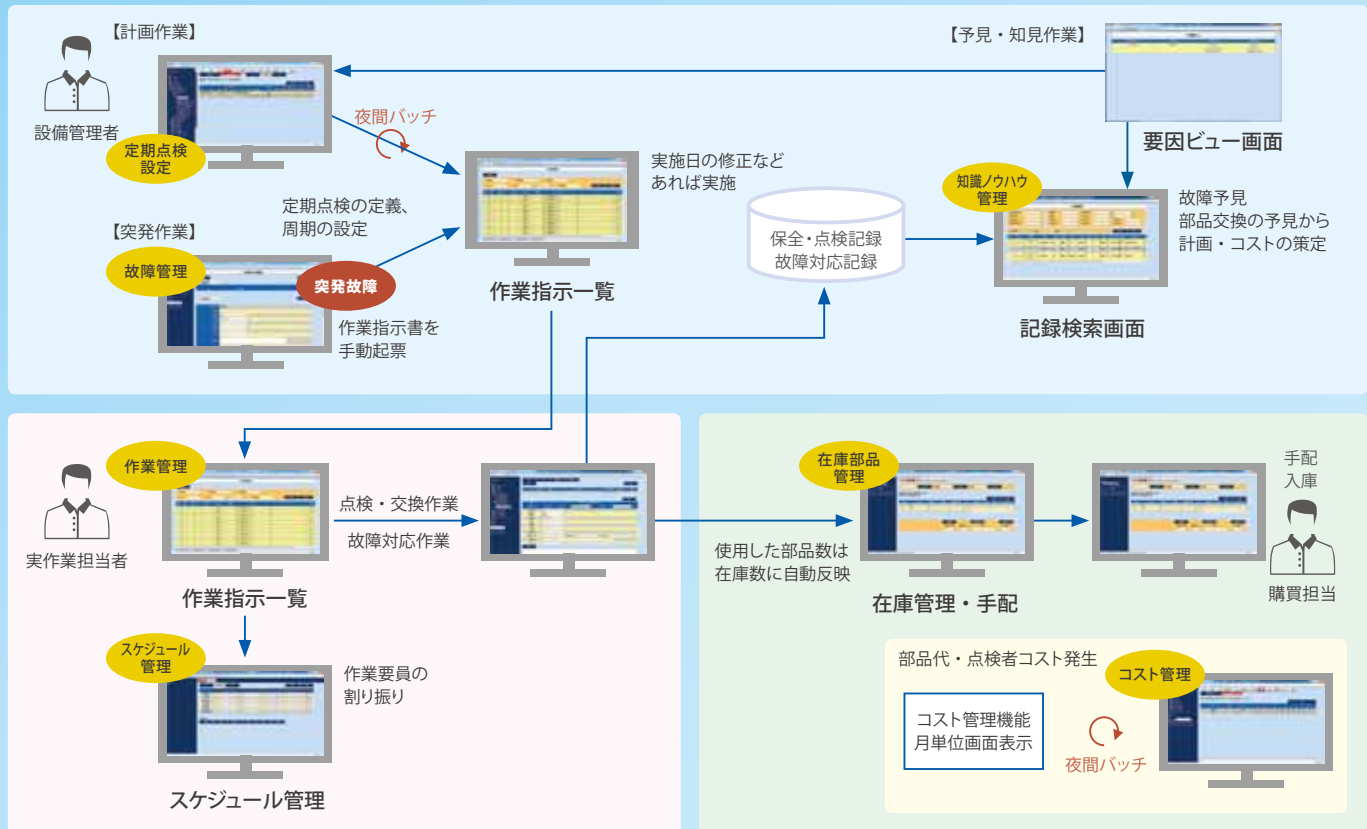 【計画作業】
設備管理者
定期点検
設定
夜間バッチ
定期点検の定義、
周期の設定
【突発作業】
故障管理
突発故障
作業指示書を
手動起票
実施日の修正など
あれば実施
作業指示一覧
【予見・知見作業】
要因ビュー画面
保全・点検記録
故障対応記録
知識ノウハウ
管理
故障予見
部品交換の予見から
計画・コストの策定
記録検索画面
作業管理
実作業担当者
点検・交換作業
故障対応作業
作業指示一覧
スケジュール
管理
作業要員の
割り振り
スケジュール管理
在庫部品
管理
使用した部品数は
在庫数に自動反映
在庫管理・手配
手配
入庫
購買担当
部品代・点検者コスト発生
コスト管理
コスト管理機能
月単位画面表示
夜間バッチ